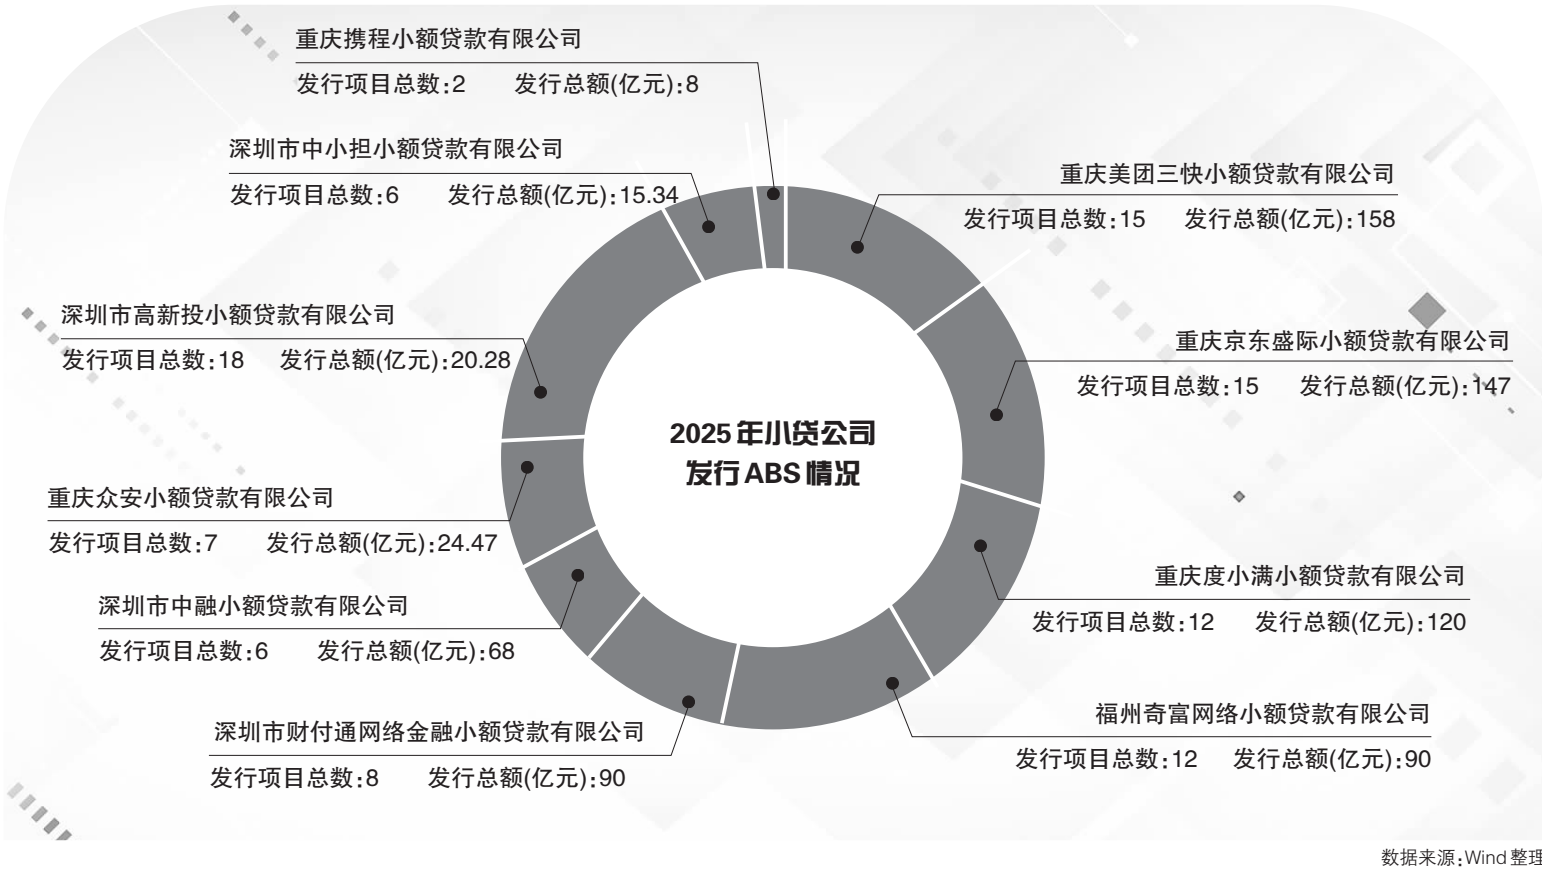 重庆携程小额贷款有限公司
发行项目总数:2 发行总额(亿元):8
深圳市中小担小额贷款有限公司
发行项目总数:6 发行总额(亿元):15.34
重庆美团三快小额贷款有限公司
发行项目总数:15 发行总额(亿元):158
深圳市高新投小额贷款有限公司
发行项目总数:18 发行总额(亿元):20.28
重庆京东盛际小额贷款有限公司
发行项目总数:15 发行总额(亿元):147
2025年小贷公司
发行ABS情况
重庆众安小额贷款有限公司
发行项目总数:7 发行总额(亿元):24.47
重庆度小满小额贷款有限公司
发行项目总数:12 发行总额(亿元):120
深圳市中融小额贷款有限公司
发行项目总数:6 发行总额(亿元):68
福州奇富网络小额贷款有限公司
发行项目总数:12 发行总额(亿元):90
深圳市财付通网络金融小额贷款有限公司
发行项目总数:8 发行总额(亿元):90
数据来源:Wind整理